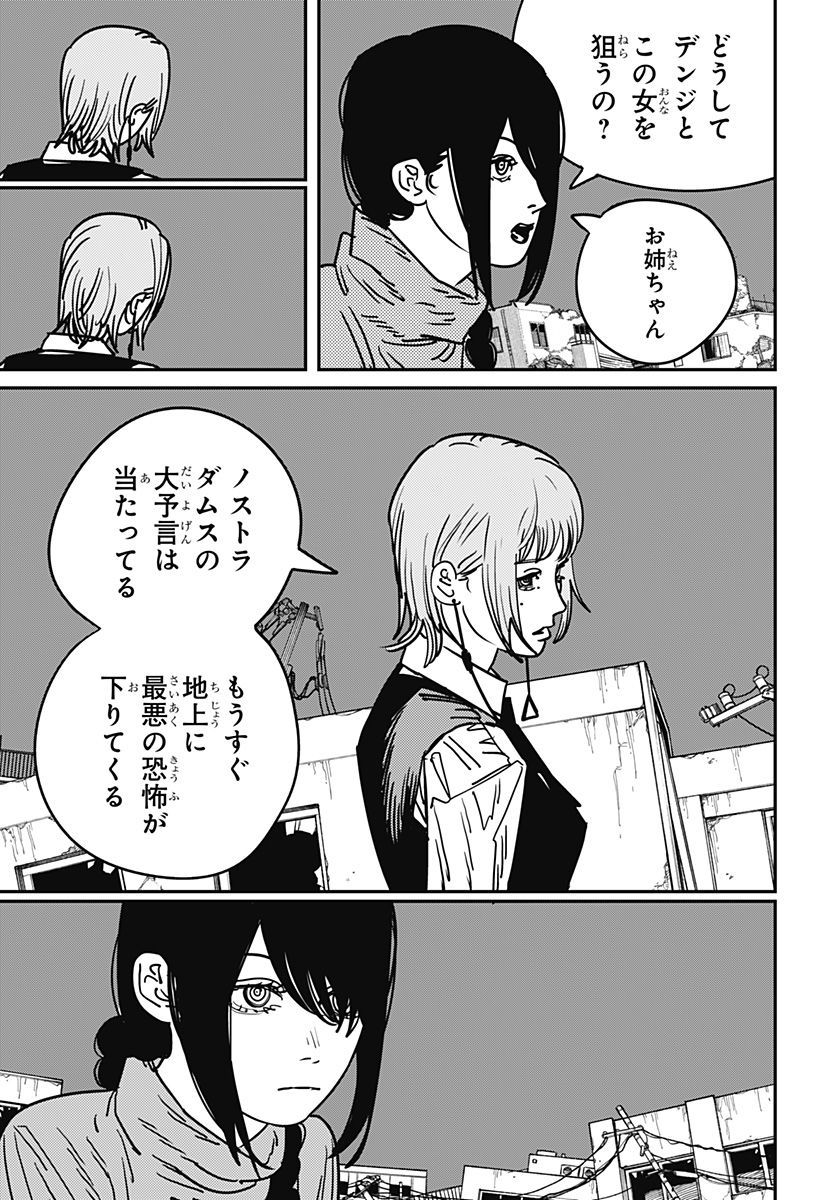 どうして
デンジと
この女を
狙うの？
お姉ちゃん
ノストラ
ダムスの
大予言は
当たってる
もうすぐ
地上に
最悪の恐怖が
下りてくる